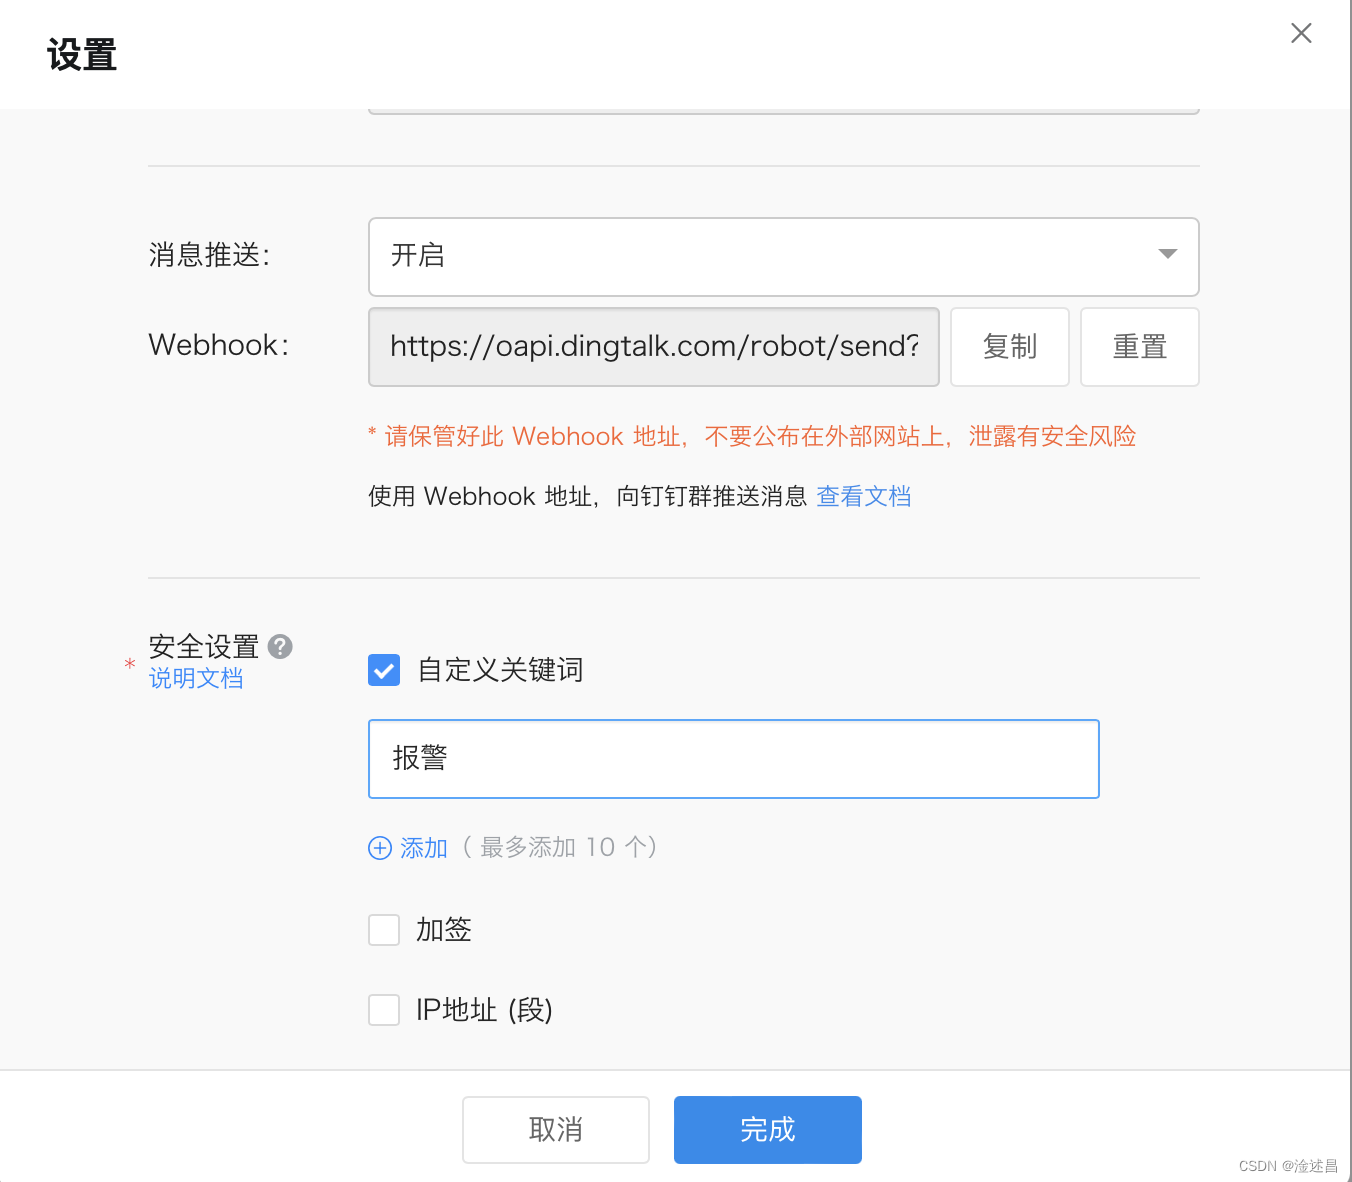 设置
消息推送：
开启
Webhook：
https://oapi.dingtalk.com/robot/send?
复制
重置
* 请保管好此 Webhook 地址，不要公布在外部网站上，泄露有安全风险
使用 Webhook 地址，向钉钉群推送消息 查看文档
* 安全设置 ?
说明文档
自定义关键词
报警
添加（ 最多添加 10 个）
加签
IP地址 (段)
取消
完成
CSDN @淦述昌